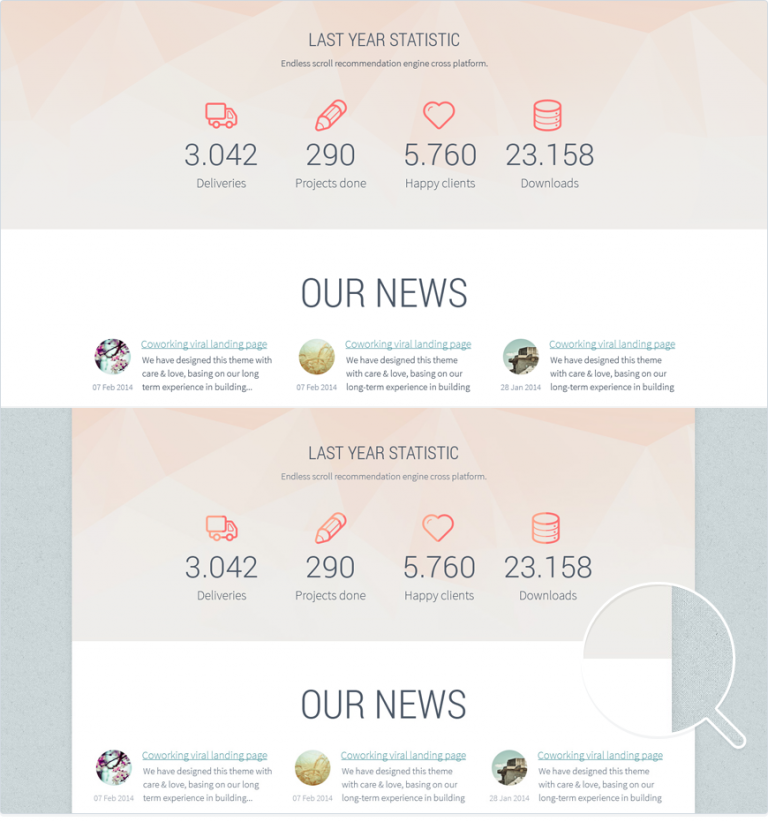 LAST YEAR STATISTIC
Endless scroll recommendation engine cross platform.
3.042 290 5.760 23.158
Deliveries Projects done Happy clients Downloads
OUR NEWS
Coworking viral landing page
We have designed this theme with
care & love, basing on our long
term experience in building...
07 Feb 2014
Coworking viral landing page
We have designed this theme
with care & love, basing on our
long-term experience in building
07 Feb 2014
Coworking viral landing page
We have designed this theme
with care & love, basing on our
long-term experience in building
28 Jan 2014
LAST YEAR STATISTIC
Endless scroll recommendation engine cross platform.
3.042 290 5.760 23.158
Deliveries Projects done Happy clients Downloads
OUR NEWS
Coworking viral landing page
We have designed this theme with
care & love, basing on our long
term experience in building...
07 Feb 2014
Coworking viral landing page
We have designed this theme
with care & love, basing on our
long-term experience in building
07 Feb 2014
Coworking viral landing page
We have designed this theme
with care & love, basing on our
long-term experience in building
28 Jan 2014